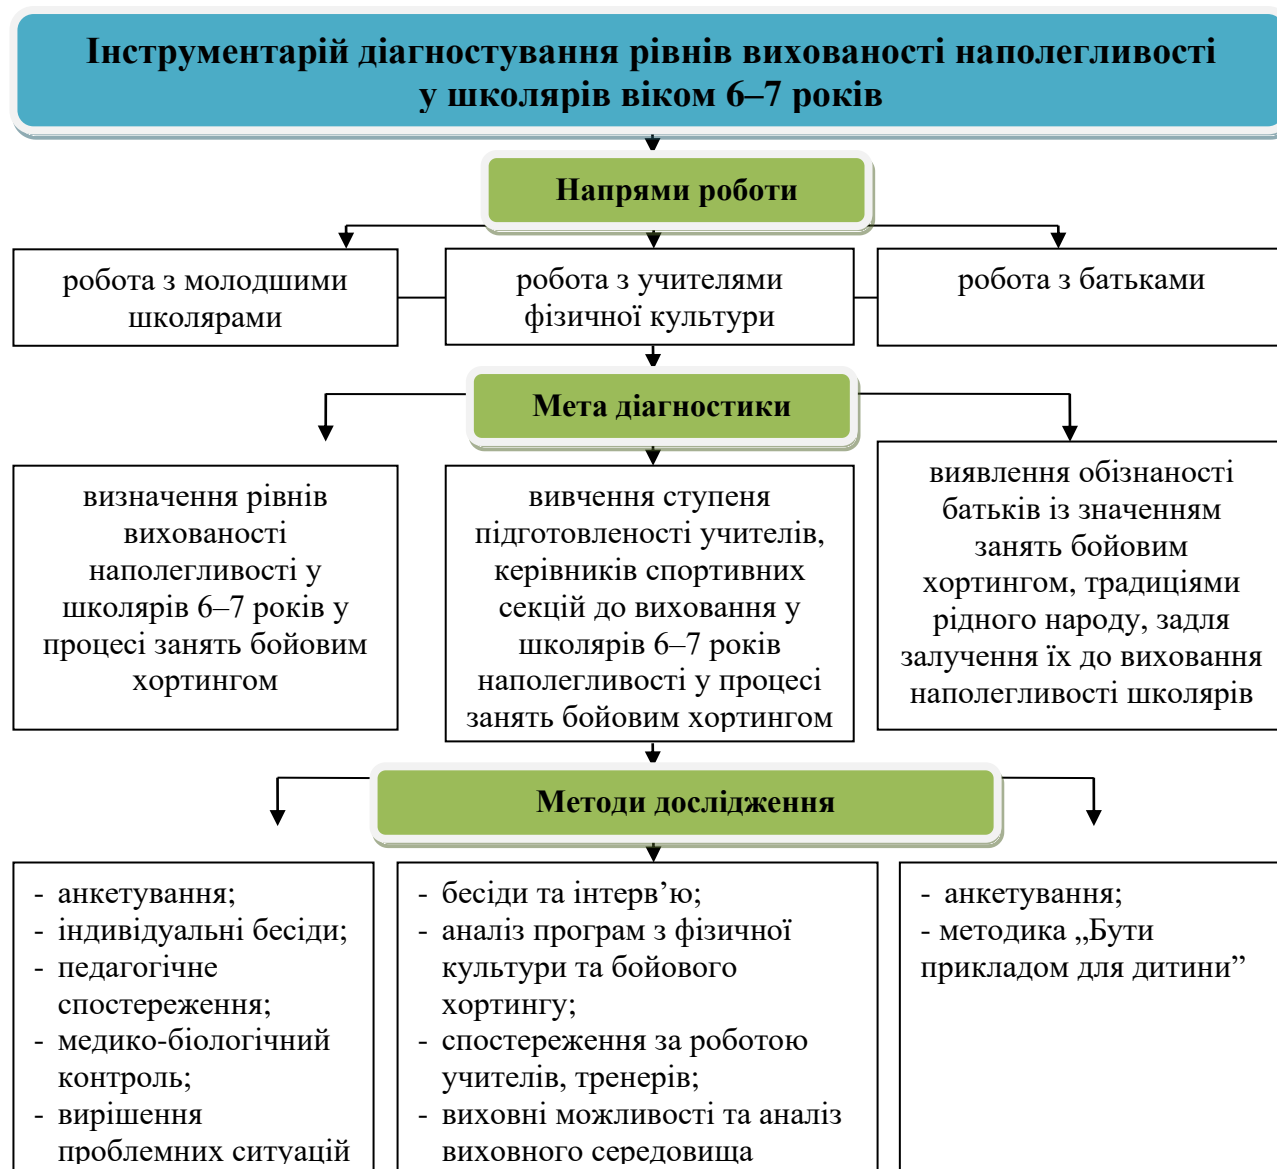 Інструментарій діагностування рівнів вихованості наполегливості
у школярів віком 6–7 років
Напрями роботи
робота з молодшими
школярами
робота з учителями
фізичної культури
робота з батьками
Мета діагностики
визначення рівнів
вихованості
наполегливості у
школярів 6–7 років у
процесі занять бойовим
хортингом
вивчення ступеня
підготовленості учителів,
керівників спортивних
секцій до виховання у
школярів 6–7 років
наполегливості у процесі
занять бойовим хортингом
виявлення обізнаності
батьків із значенням
занять бойовим
хортингом, традиціями
рідного народу, задля
залучення їх до виховання
наполегливості школярів
Методи дослідження
- анкетування;
- індивідуальні бесіди;
- педагогічне
спостереження;
- медико-біологічний
контроль;
- вирішення
проблемних ситуацій
- бесіди та інтерв’ю;
- аналіз програм з фізичної
культури та бойового
хортингу;
- спостереження за роботою
учителів, тренерів;
- виховні можливості та аналіз
виховного середовища
- анкетування;
- методика „Бути
прикладом для дитини”